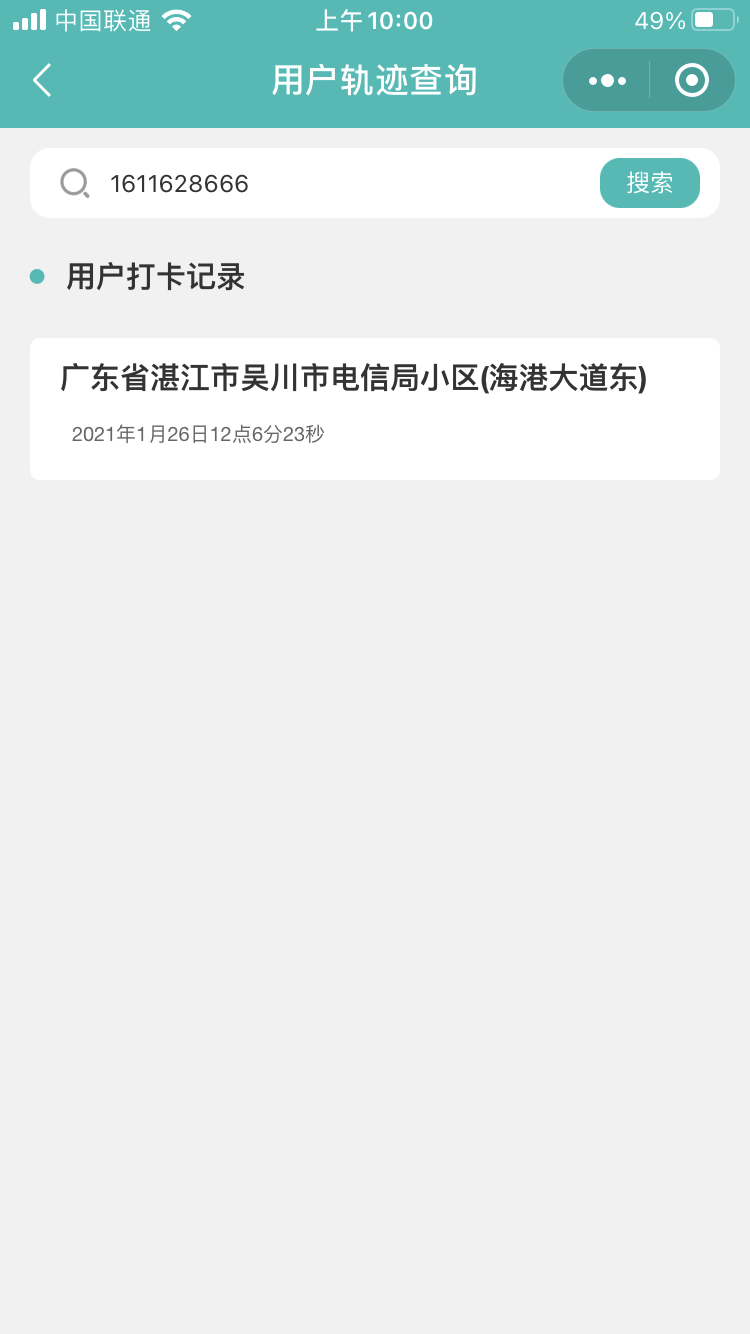 中国联通 上午10:00 49%
用户轨迹查询
1611628666 搜索
用户打卡记录
广东省湛江市吴川市电信局小区(海港大道东)
2021年1月26日12点6分23秒